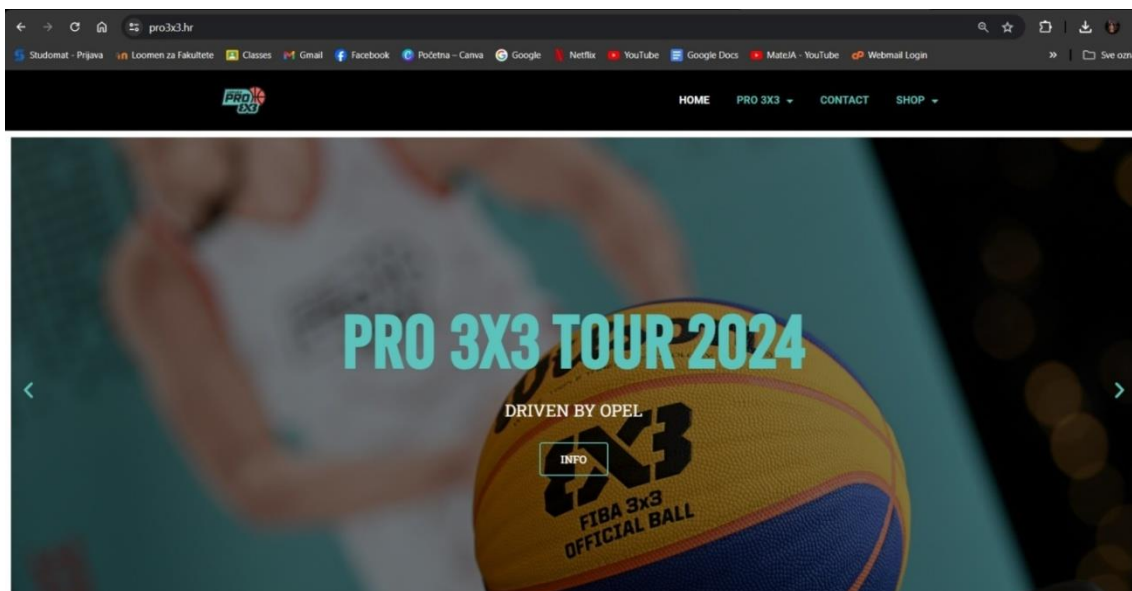 pro3x3.hr
Studomat - Prijava Loomen za Fakultete Classes Gmail Facebook Početna – Canva Google Netflix YouTube Google Docs MateJA - YouTube Webmail Login » Sve ozn
PRO
3X3
HOME PRO 3X3 CONTACT SHOP
PRO 3X3 TOUR 2024
DRIVEN BY OPEL
INFO
3X3
FIBA 3x3
OFFICIAL BALL